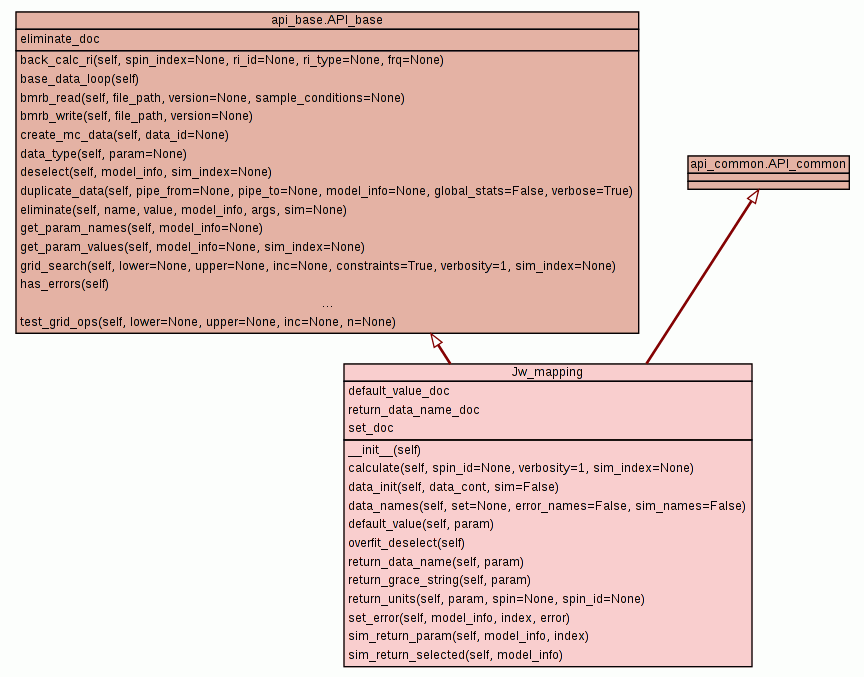 api_base.API_base
eliminate_doc
back_calc_ri(self, spin_index=None, ri_id=None, ri_type=None, frq=None)
base_data_loop(self)
bmrb_read(self, file_path, version=None, sample_conditions=None)
bmrb_write(self, file_path, version=None)
create_mc_data(self, data_id=None)
data_type(self, param=None)
deselect(self, model_info, sim_index=None)
duplicate_data(self, pipe_from=None, pipe_to=None, model_info=None, global_stats=False, verbose=True)
eliminate(self, name, value, model_info, args, sim=None)
get_param_names(self, model_info=None)
get_param_values(self, model_info=None, sim_index=None)
grid_search(self, lower=None, upper=None, inc=None, constraints=True, verbosity=1, sim_index=None)
has_errors(self)
...
test_grid_ops(self, lower=None, upper=None, inc=None, n=None)
api_common.API_common
Jw_mapping
default_value_doc
return_data_name_doc
set_doc
__init__(self)
calculate(self, spin_id=None, verbosity=1, sim_index=None)
data_init(self, data_cont, sim=False)
data_names(self, set=None, error_names=False, sim_names=False)
default_value(self, param)
overfit_deselect(self)
return_data_name(self, param)
return_grace_string(self, param)
return_units(self, param, spin=None, spin_id=None)
set_error(self, model_info, index, error)
sim_return_param(self, model_info, index)
sim_return_selected(self, model_info)